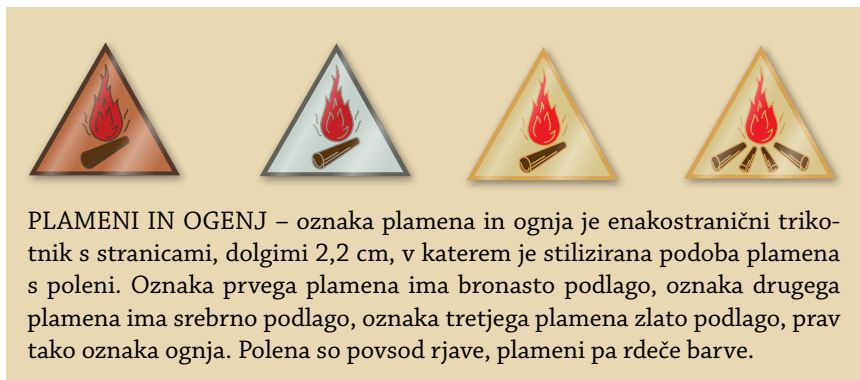 PLAMENI IN OGENJ – oznaka plamena in ognja je enakostranični triko-
tnik s stranicami, dolgimi 2,2 cm, v katerem je stilizirana podoba plamena
s poleni. Oznaka prvega plamena ima bronasto podlago, oznaka drugega
plamena ima srebrno podlago, oznaka tretjega plamena zlato podlago, prav
tako oznaka ognja. Polena so povsod rjave, plameni pa rdeče barve.